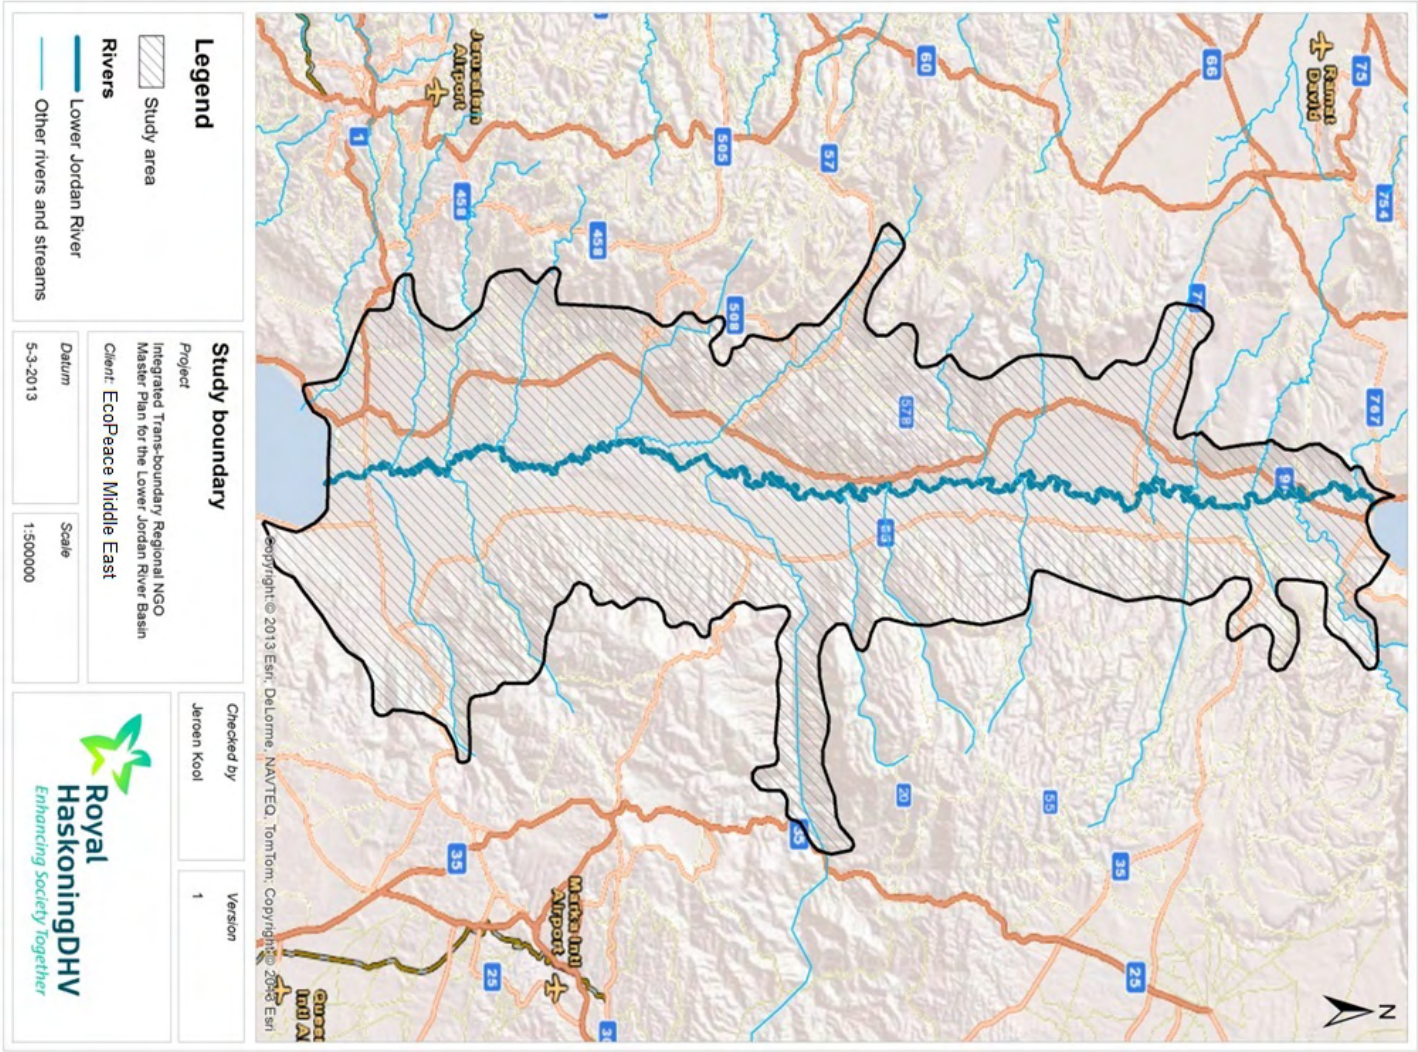 Legend
Study area
Rivers
Lower Jordan River
Other rivers and streams
Study boundary
Project
Integrated Trans-boundary Regional NGO
Master Plan for the Lower Jordan River Basin
Client: EcoPeace Middle East
Datum
5-3-2013
Scale
1:500000
Checked by
Jeroen Kool
Version
1
Royal
HaskoningDHV
Enhancing Society Together
N
Ramat
David
75
66
754
767
60
57
505
Jerusalem
Airport
1
458
458
508
578
65
20
55
35
25
35
35
25
Marka Intl
Airport
Copyright:© 2013 Esri, DeLorme, NAVTEQ, TomTom; Copyright:© 2013 Esri